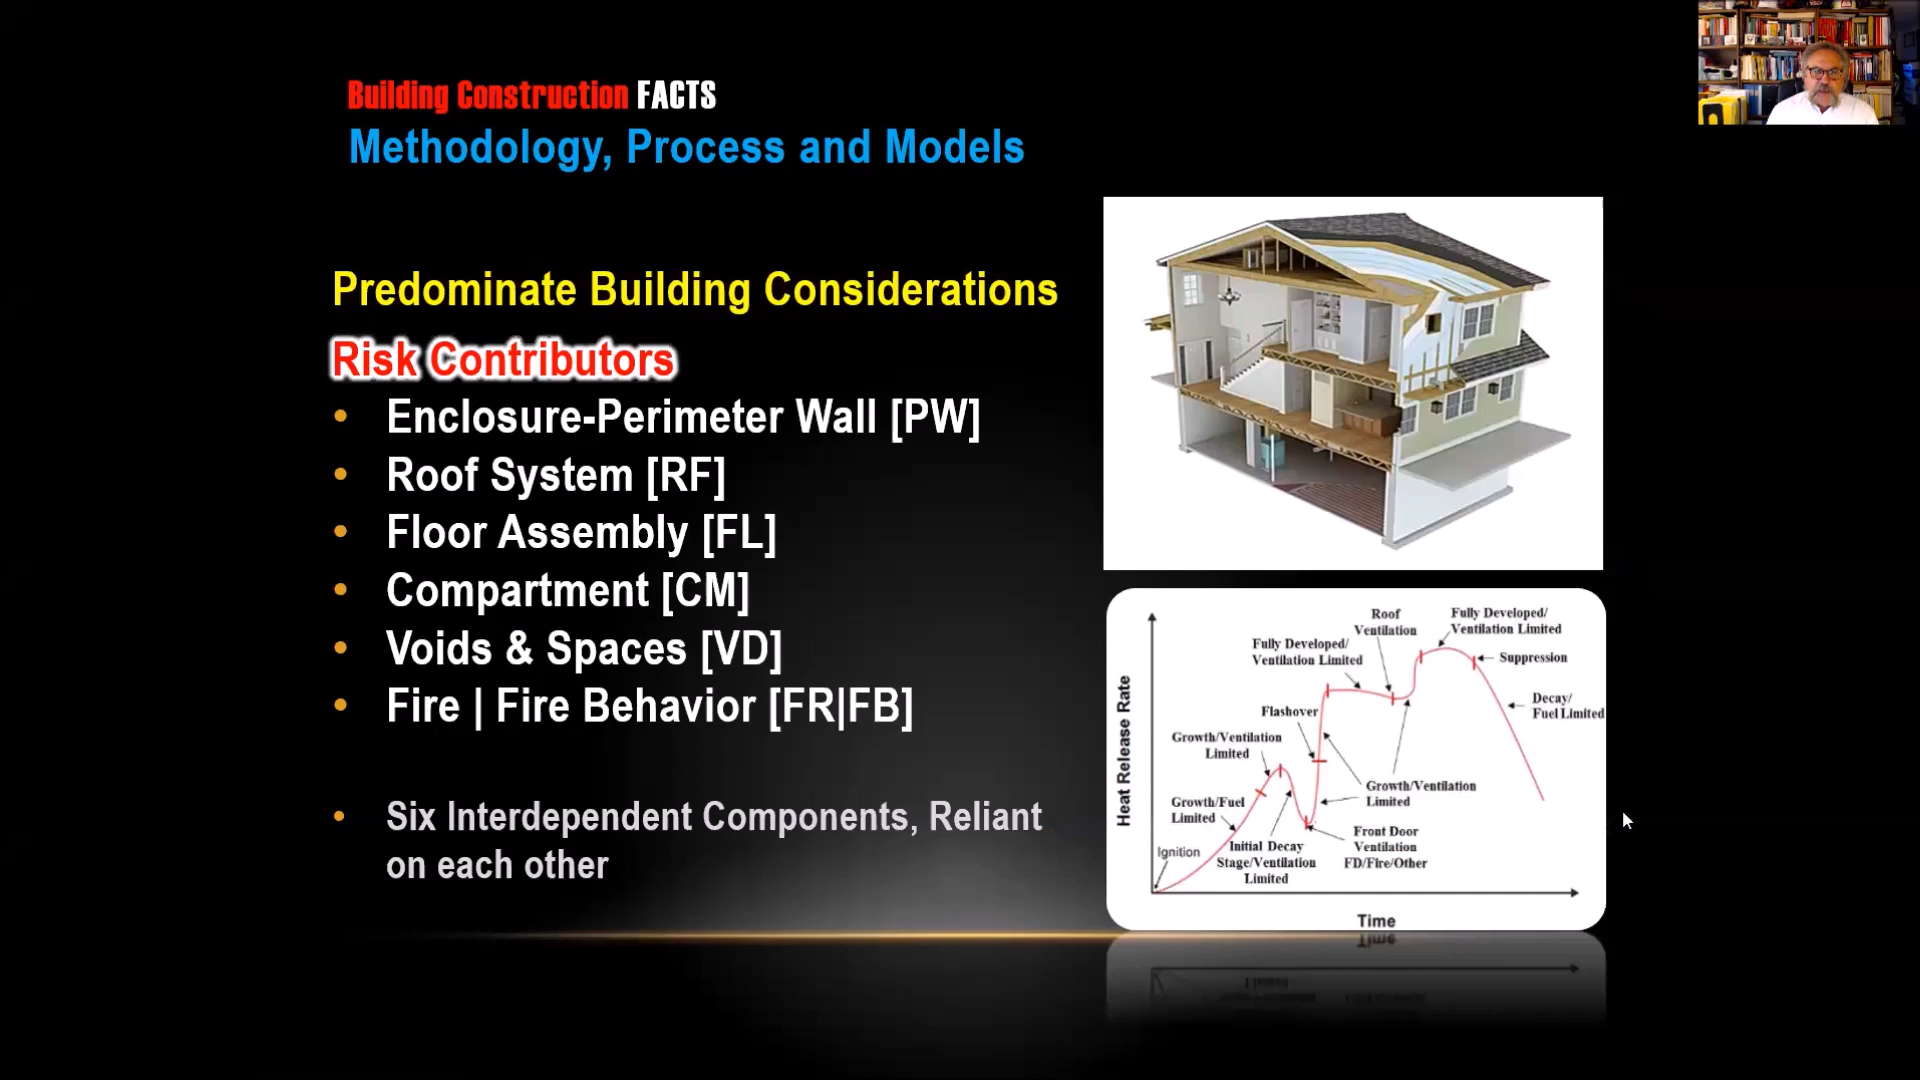 Building Construction FACTS
Methodology, Process and Models
Predominate Building Considerations
Risk Contributors
• Enclosure-Perimeter Wall [PW]
• Roof System [RF]
• Floor Assembly [FL]
• Compartment [CM]
• Voids & Spaces [VD]
• Fire | Fire Behavior [FR|FB]
• Six Interdependent Components, Reliant
on each other
Heat Release Rate
Ignition
Growth/Fuel
Limited
Growth/Ventilation
Limited
Initial Decay
Stage/Ventilation
Limited
Flashover
Fully Developed/
Ventilation Limited
Front Door
Ventilation
FD/Fire/Other
Growth/Ventilation
Limited
Roof
Ventilation
Fully Developed/
Ventilation Limited
Suppression
Decay/
Fuel Limited
Time